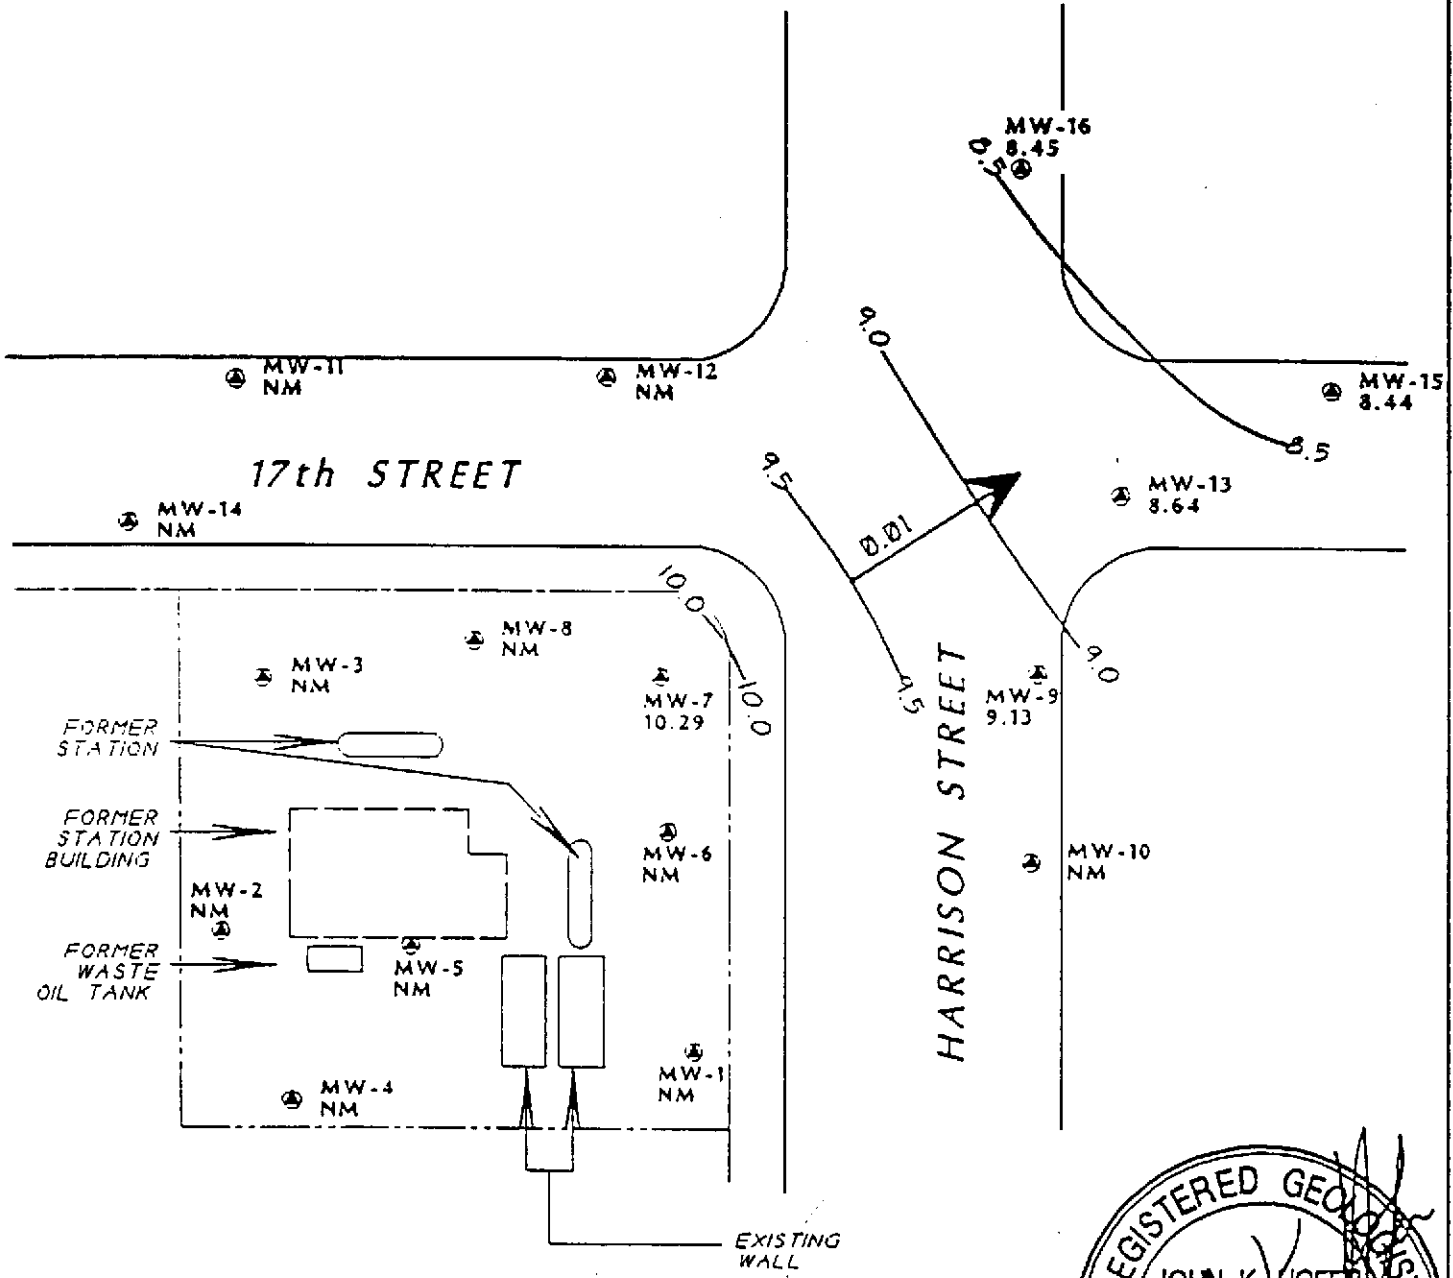 MW-16
8.45
8.5
9.0
MW-11
NM
MW-12
NM
MW-15
8.44
8.5
17th STREET
9.5
MW-13
8.64
MW-14
NM
0.01
10.0
MW-8
NM
MW-3
NM
MW-7
10.29
10.0
9.5
9.0
MW-9
9.13
HARRISON STREET
FORMER
STATION
FORMER
STATION
BUILDING
MW-6
NM
MW-10
NM
MW-2
NM
FORMER
WASTE
OIL TANK
MW-5
NM
MW-4
NM
MW-1
NM
EXISTING
WALL
REGISTERED GEOLOGIST
JOHN K.